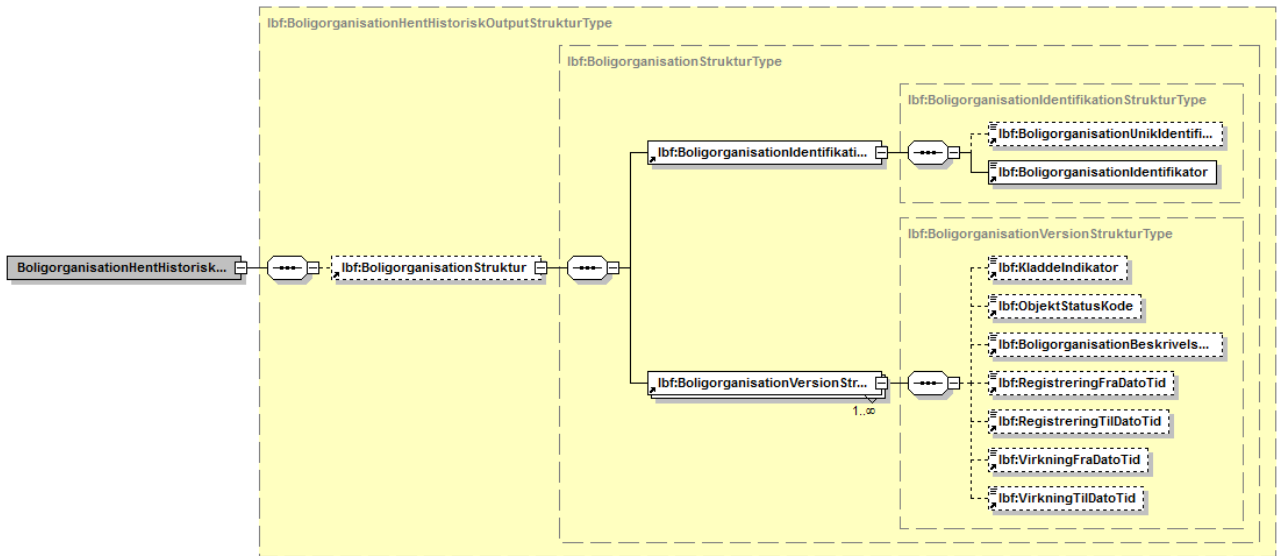 lbf:BoligorganisationHentHistoriskOutputStrukturType
lbf:BoligorganisationStrukturType
lbf:BoligorganisationIdentifikationStrukturType
lbf:BoligorganisationUnikIdentifi...
lbf:BoligorganisationIdentifikati...
lbf:BoligorganisationIdentifikator
lbf:BoligorganisationVersionStrukturType
BoligorganisationHentHistorisk...
lbf:BoligorganisationStruktur
lbf:KladdeIndikator
lbf:ObjektStatusKode
lbf:BoligorganisationBeskrivels...
lbf:BoligorganisationVersionStr...
1..∞
lbf:RegistreringFraDatoTid
lbf:RegistreringTilDatoTid
lbf:VirkningFraDatoTid
lbf:VirkningTilDatoTid